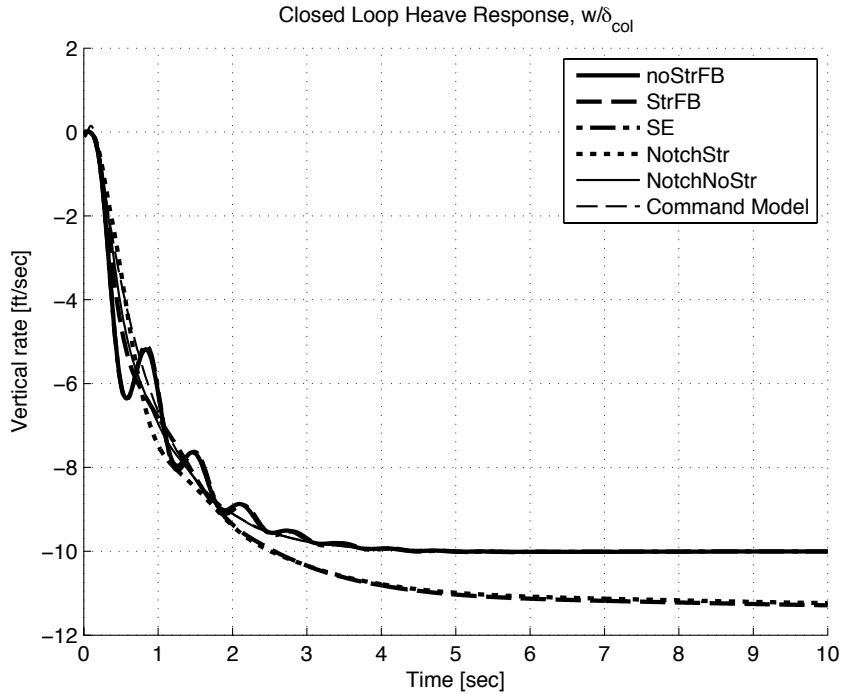 Closed Loop Heave Response, w/δcol
noStrFB
StrFB
SE
NotchStr
NotchNoStr
Command Model
2
0
−2
−4
−6
−8
−10
−12
Vertical rate [ft/sec]
0 1 2 3 4 5 6 7 8 9 10
Time [sec]